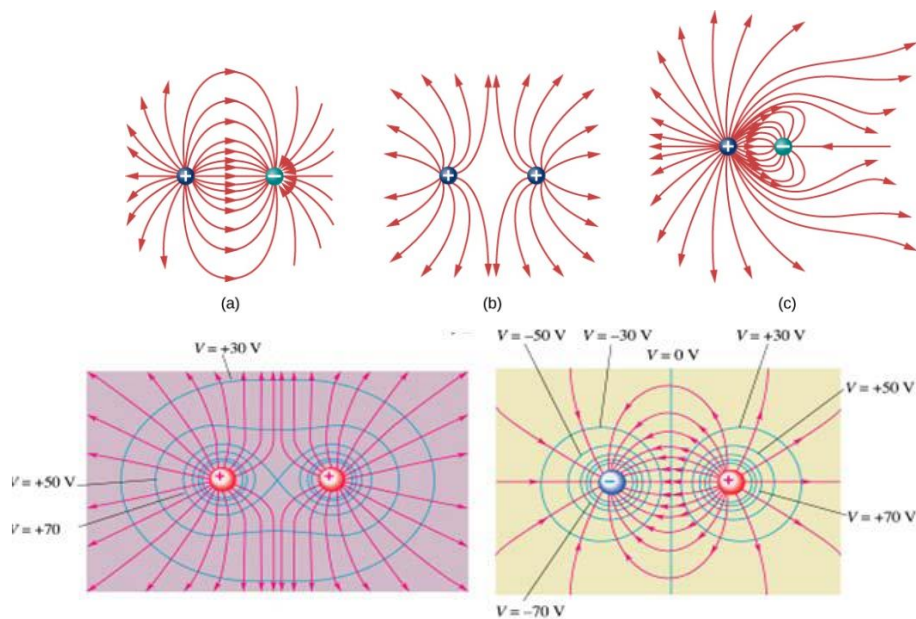 +
−
+
+
+
−
(a)
(b)
(c)
V = +30 V
V = +50 V
V = +70
+
+
V = −50 V
V = −30 V
V = 0 V
+30 V
V = +50 V
V = +70 V
V = −70 V
−
+